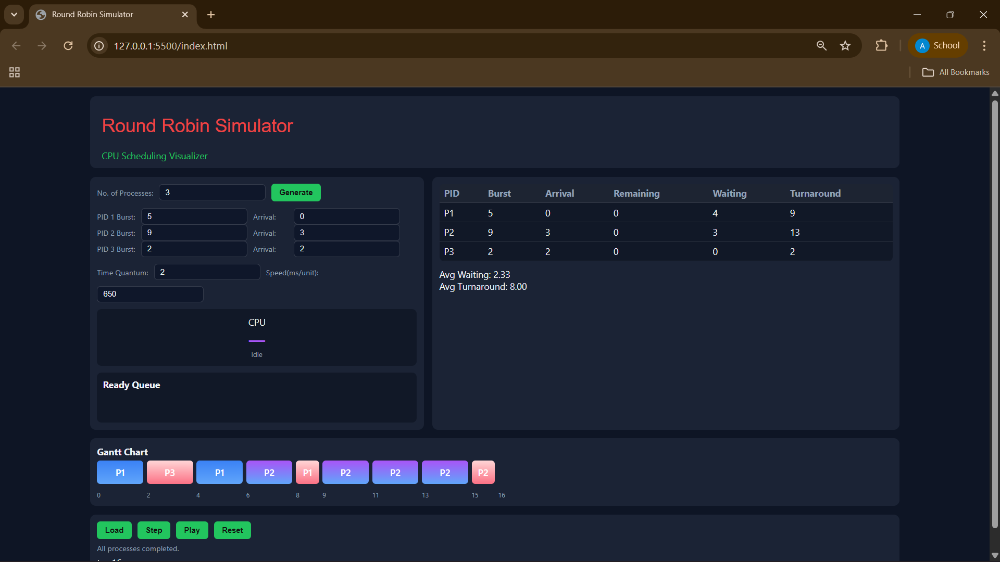 Round Robin Simulator
127.0.0.1:5500/index.html
A School
All Bookmarks
Round Robin Simulator
CPU Scheduling Visualizer
No. of Processes: 3 Generate
PID 1 Burst: 5 Arrival: 0
PID 2 Burst: 9 Arrival: 3
PID 3 Burst: 2 Arrival: 2
Time Quantum: 2 Speed(ms/unit):
650
CPU
Idle
Ready Queue
PID Burst Arrival Remaining Waiting Turnaround
P1 5 0 0 4 9
P2 9 3 0 3 13
P3 2 2 0 0 2
Avg Waiting: 2.33
Avg Turnaround: 8.00
Gantt Chart
P1 P3 P1 P2 P1 P2 P2 P2 P2
0 2 4 6 8 9 11 13 15 16
Load Step Play Reset
All processes completed.